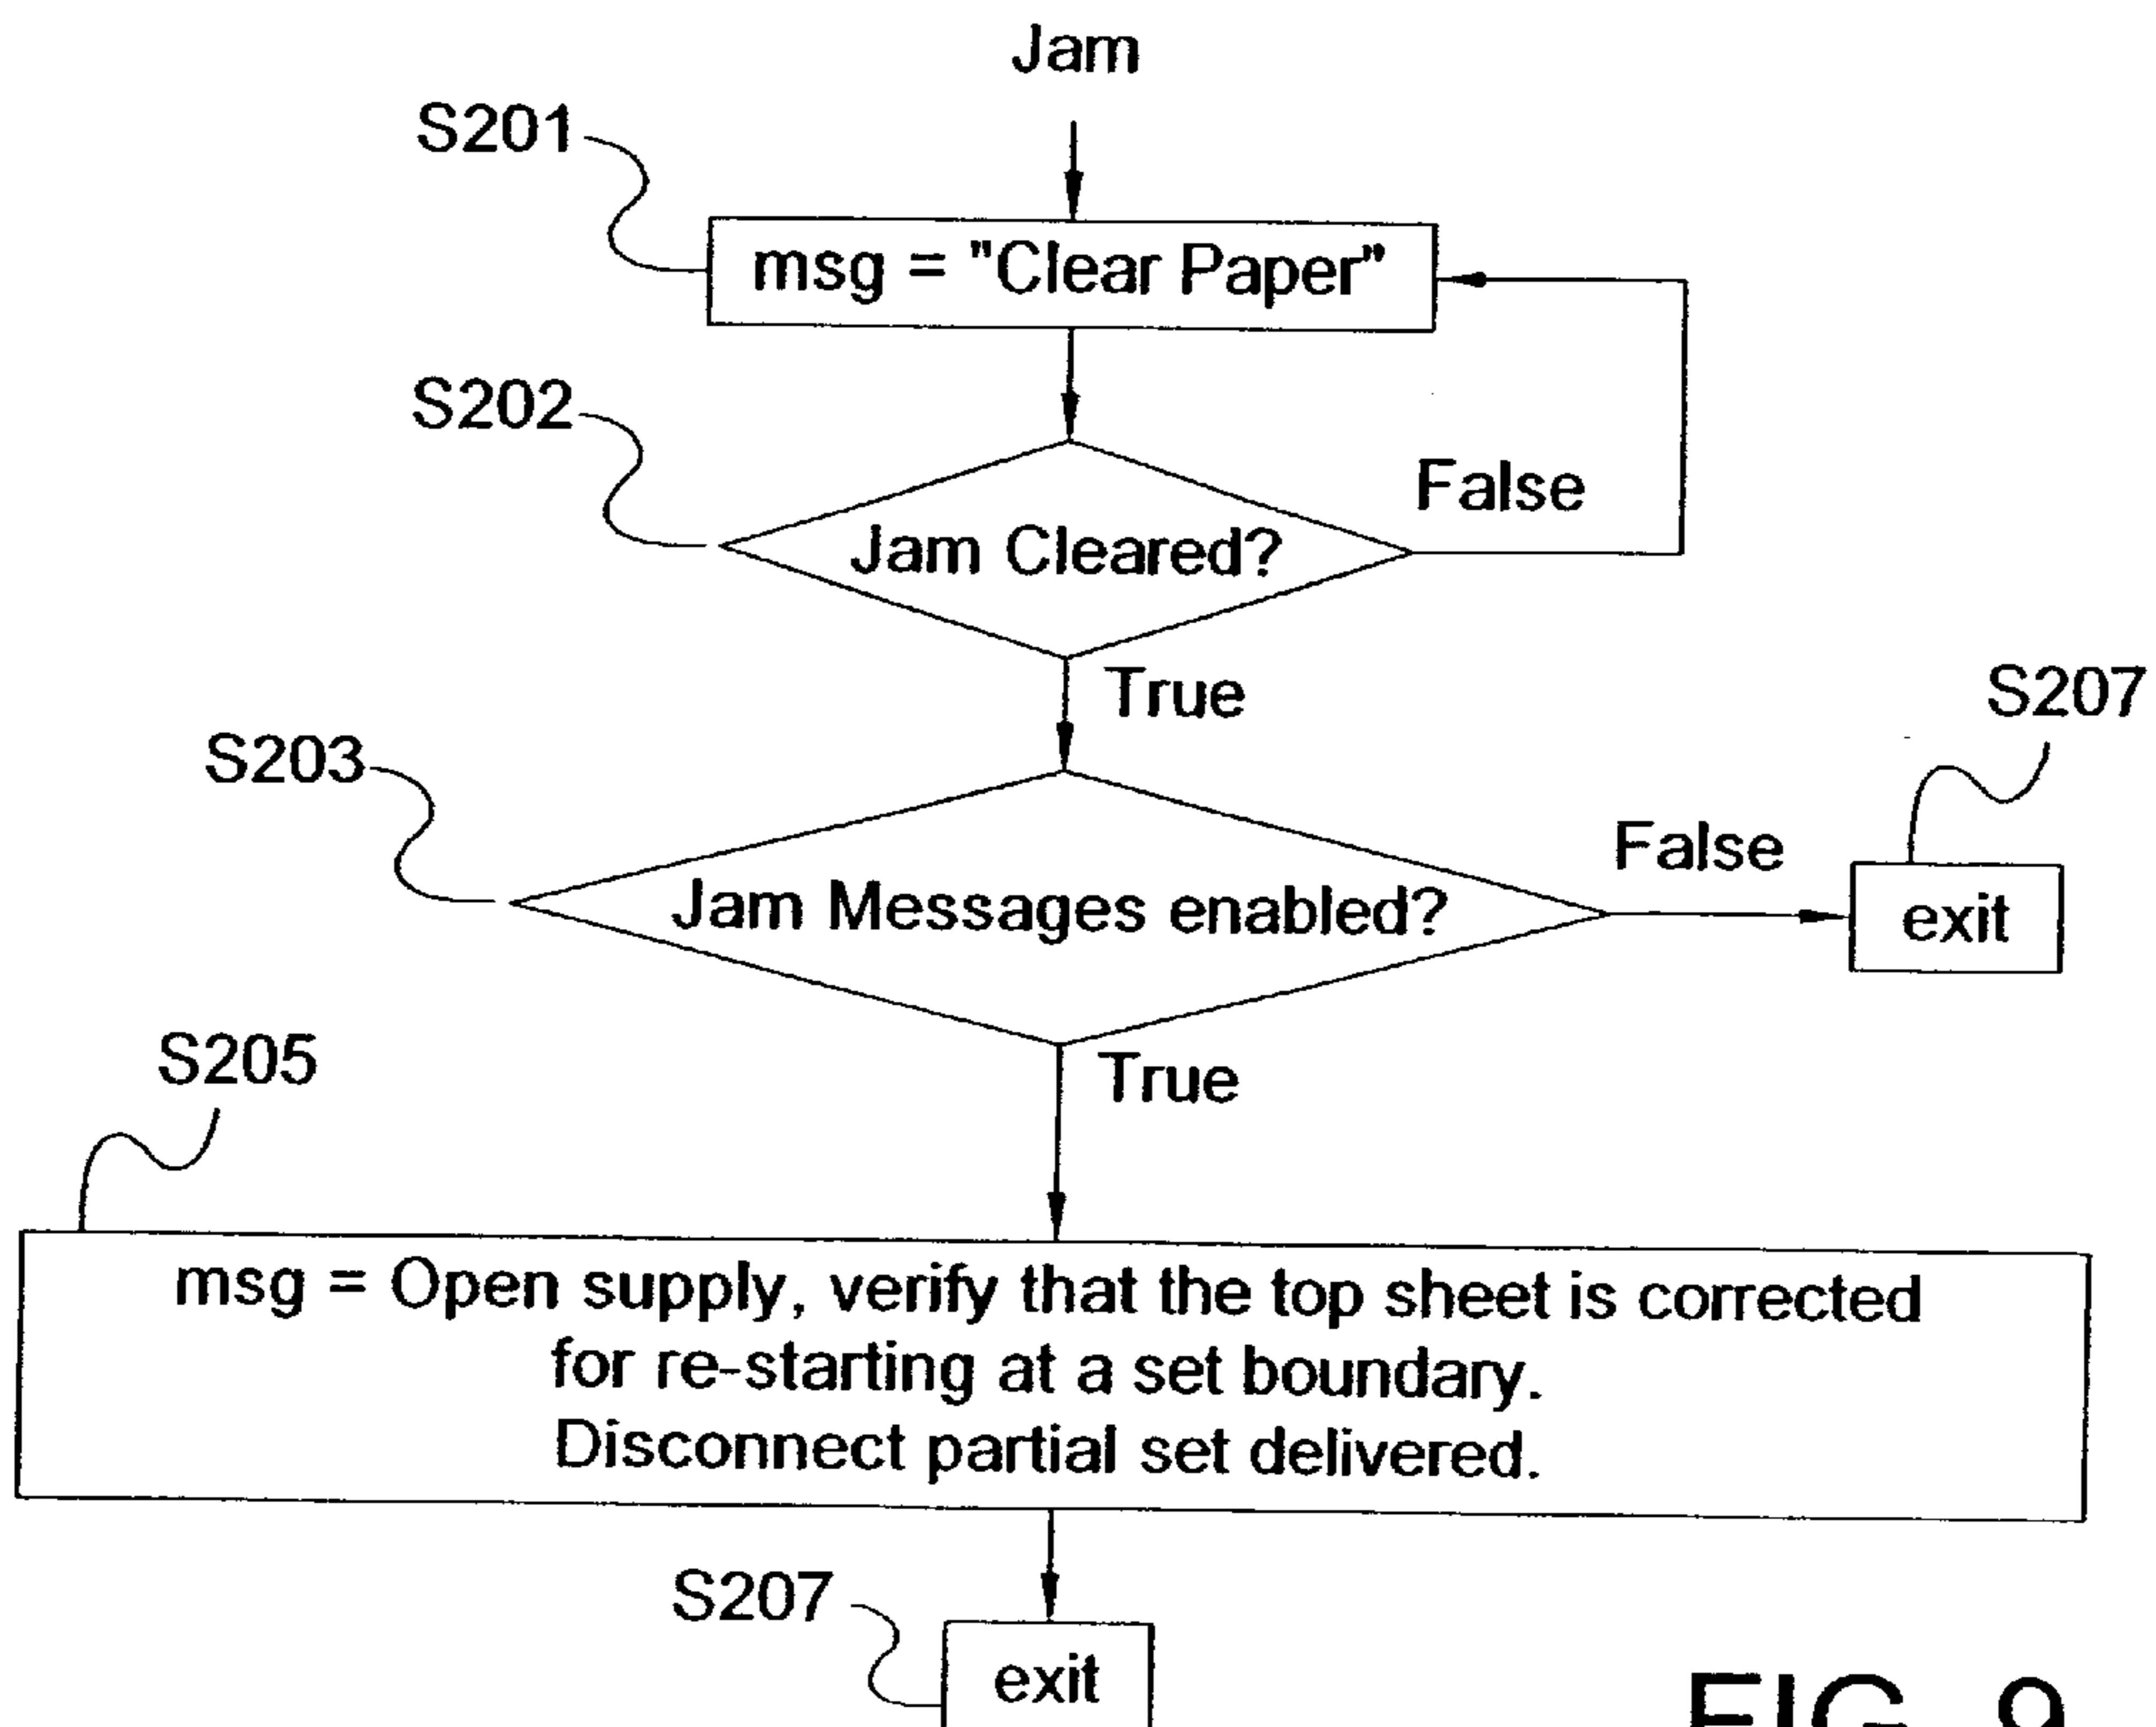 Jam
S201
msg = "Clear Paper"
S202
Jam Cleared?
False
True
S207
S203
False
Jam Messages enabled?
exit
True
S205
msg = Open supply, verify that the top sheet is corrected
for re-starting at a set boundary.
Disconnect partial set delivered.
S207
exit
FIG. 9